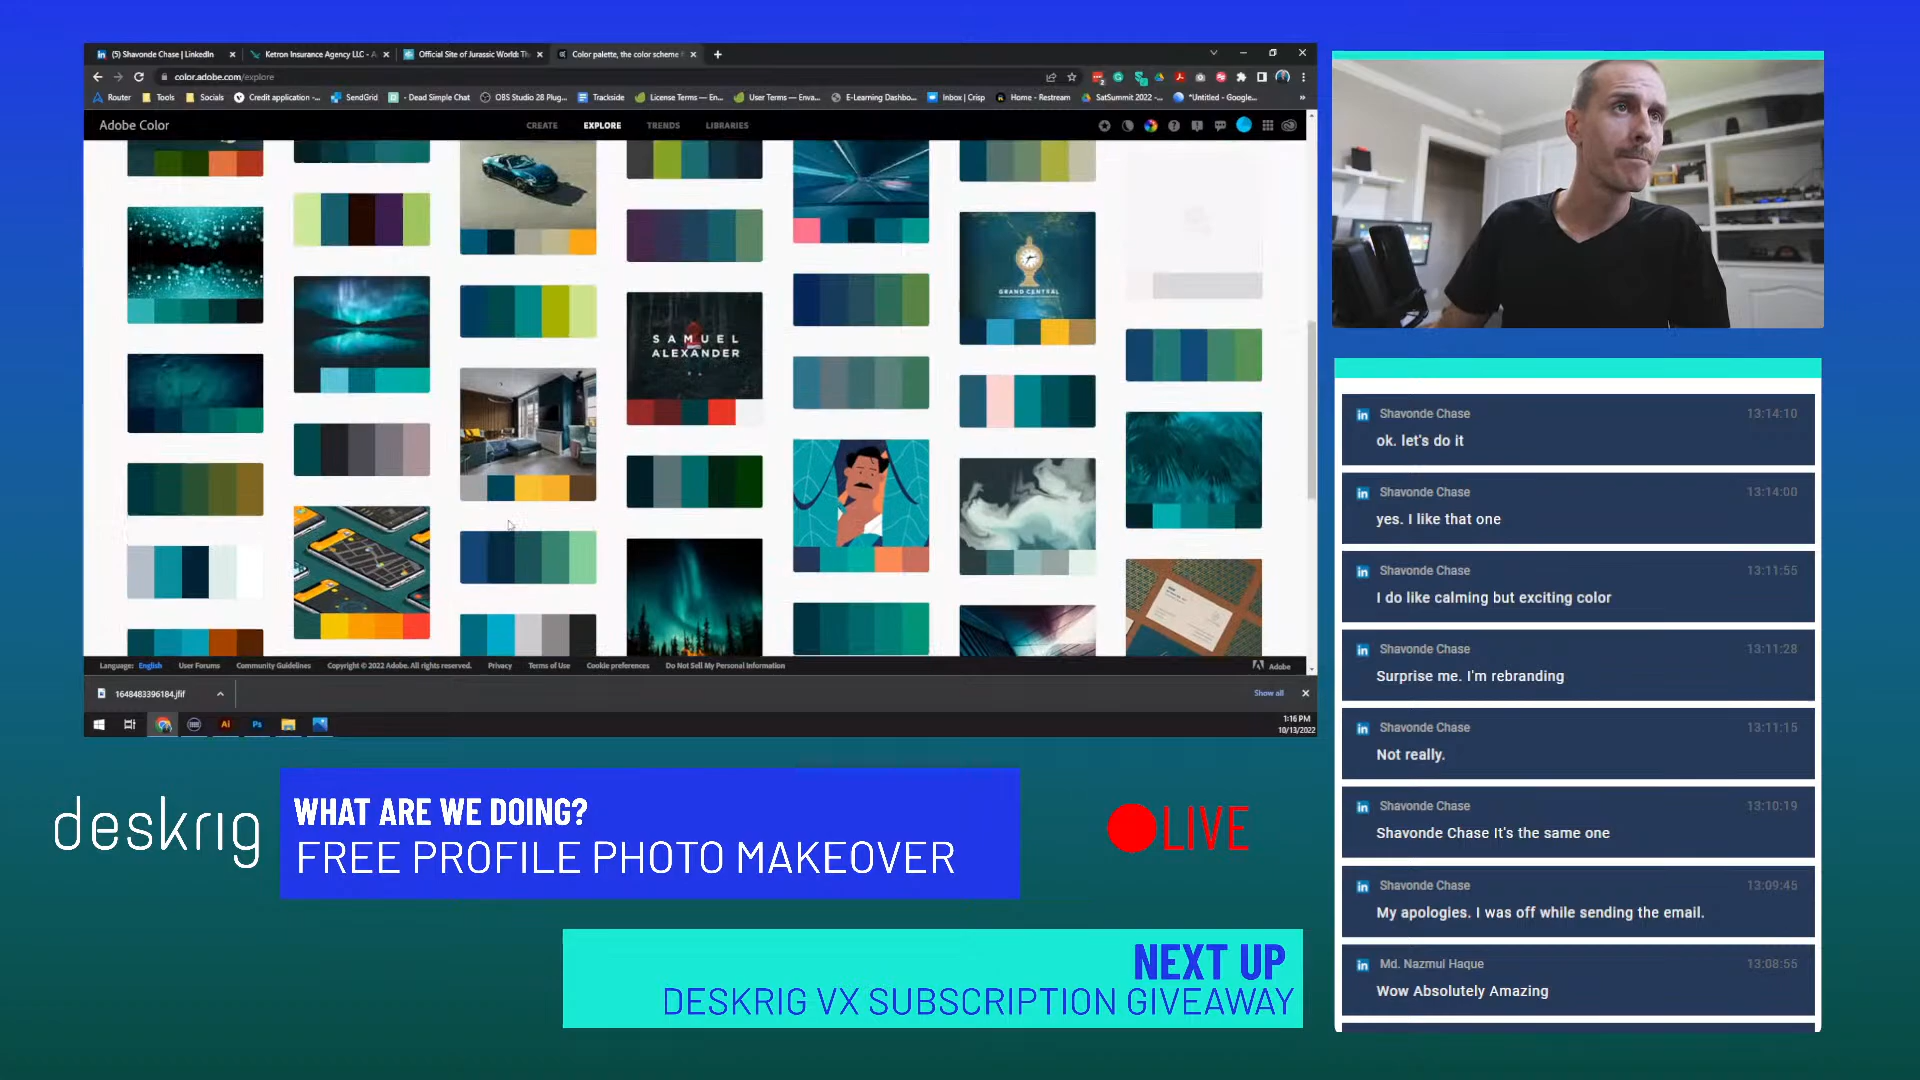 (5) Shavonde Chase | LinkedIn
Ketron Insurance Agency LLC - A
Official Site of Jurassic World: Th
Color palette, the color scheme
color.adobe.com/explore
Router
Tools
Socials
Credit application -...
SendGrid
- Dead Simple Chat
OBS Studio 28 Plug...
Trackside
License Terms — En...
User Terms — Enva...
E-Learning Dashbo...
Inbox | Crisp
Home - Restream
SatSummit 2022 -...
*Untitled - Google...
Adobe Color
CREATE
EXPLORE
TRENDS
LIBRARIES
GRAND CENTRAL
SAMUEL
ALEXANDER
Language: English
User Forums
Community Guidelines
Copyright © 2022 Adobe. All rights reserved.
Privacy
Terms of Use
Cookie preferences
Do Not Sell My Personal Information
Adobe
1648483396184.jfif
Show all
Ai
Ps
1:16 PM
10/13/2022
Shavonde Chase
13:14:10
ok. let's do it
Shavonde Chase
13:14:00
yes. I like that one
Shavonde Chase
13:11:55
I do like calming but exciting color
Shavonde Chase
13:11:28
Surprise me. I'm rebranding
Shavonde Chase
13:11:15
Not really.
Shavonde Chase
13:10:19
Shavonde Chase It's the same one
Shavonde Chase
13:09:45
My apologies. I was off while sending the email.
Md. Nazmul Haque
13:08:55
Wow Absolutely Amazing
deskrig
WHAT ARE WE DOING?
FREE PROFILE PHOTO MAKEOVER
LIVE
NEXT UP
DESKRIG VX SUBSCRIPTION GIVEAWAY